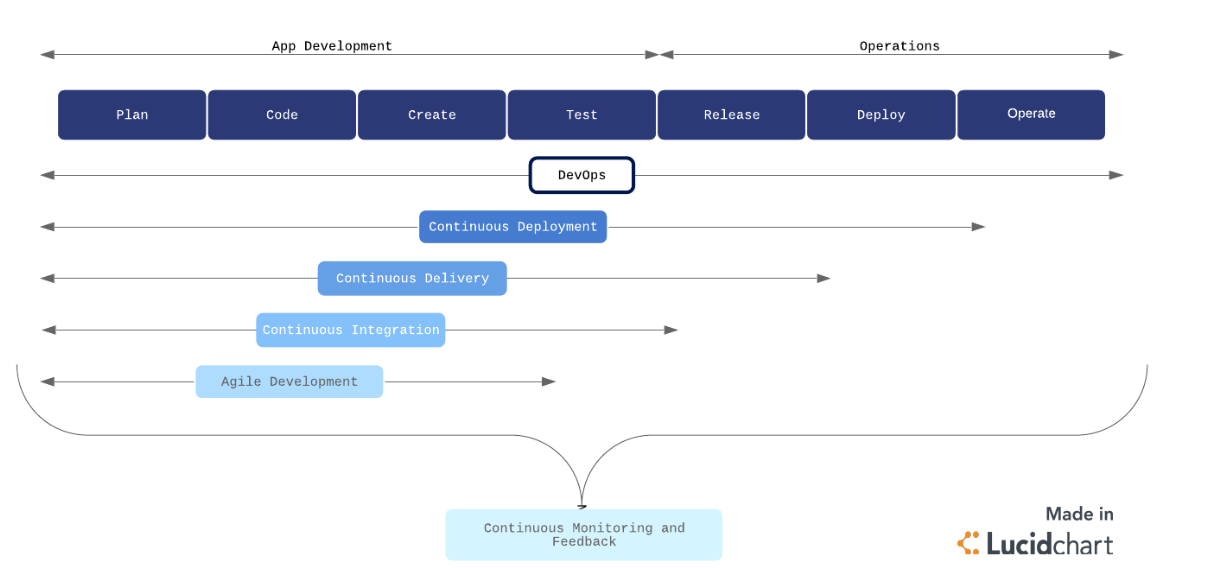 App Development
Operations
Plan
Code
Create
Test
Release
Deploy
Operate
DevOps
Continuous Deployment
Continuous Delivery
Continuous Integration
Agile Development
Continuous Monitoring and
Feedback
Made in
Lucidchart